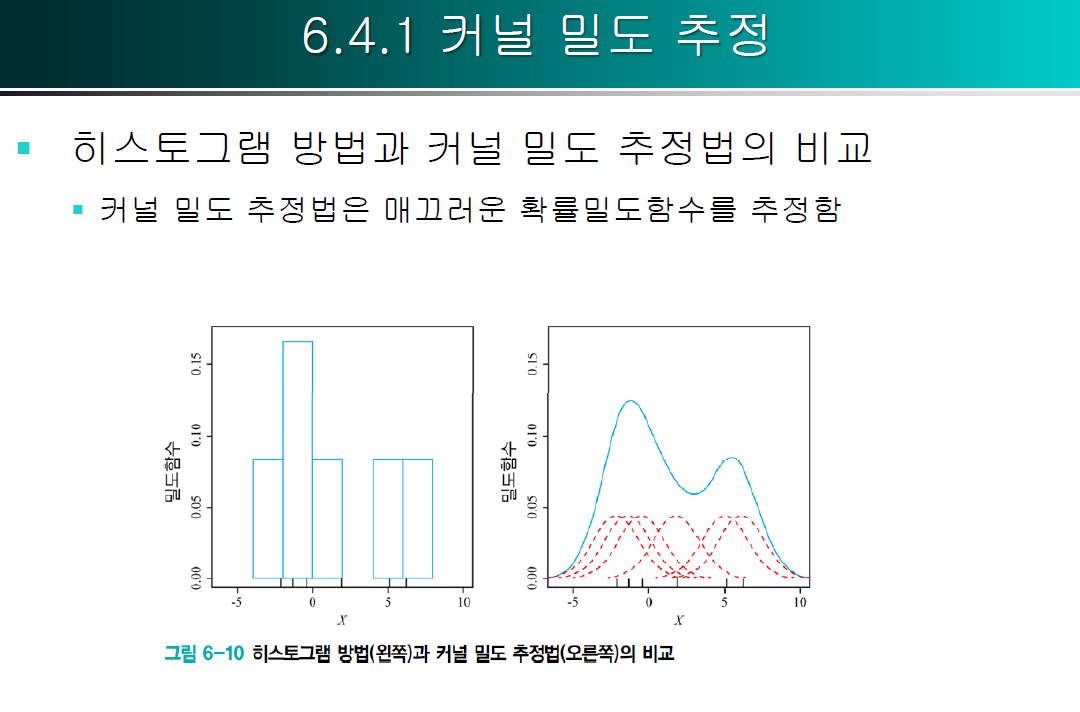 6.4.1 커널 밀도 추정
히스토그램 방법과 커널 밀도 추정법의 비교
커널 밀도 추정법은 매끄러운 확률밀도함수를 추정함
밀도함수
0.15
0.10
0.05
0.00
-5 0 5 10
X
밀도함수
0.15
0.10
0.05
0.00
-5 0 5 10
X
그림 6-10 히스토그램 방법(왼쪽)과 커널 밀도 추정법(오른쪽)의 비교